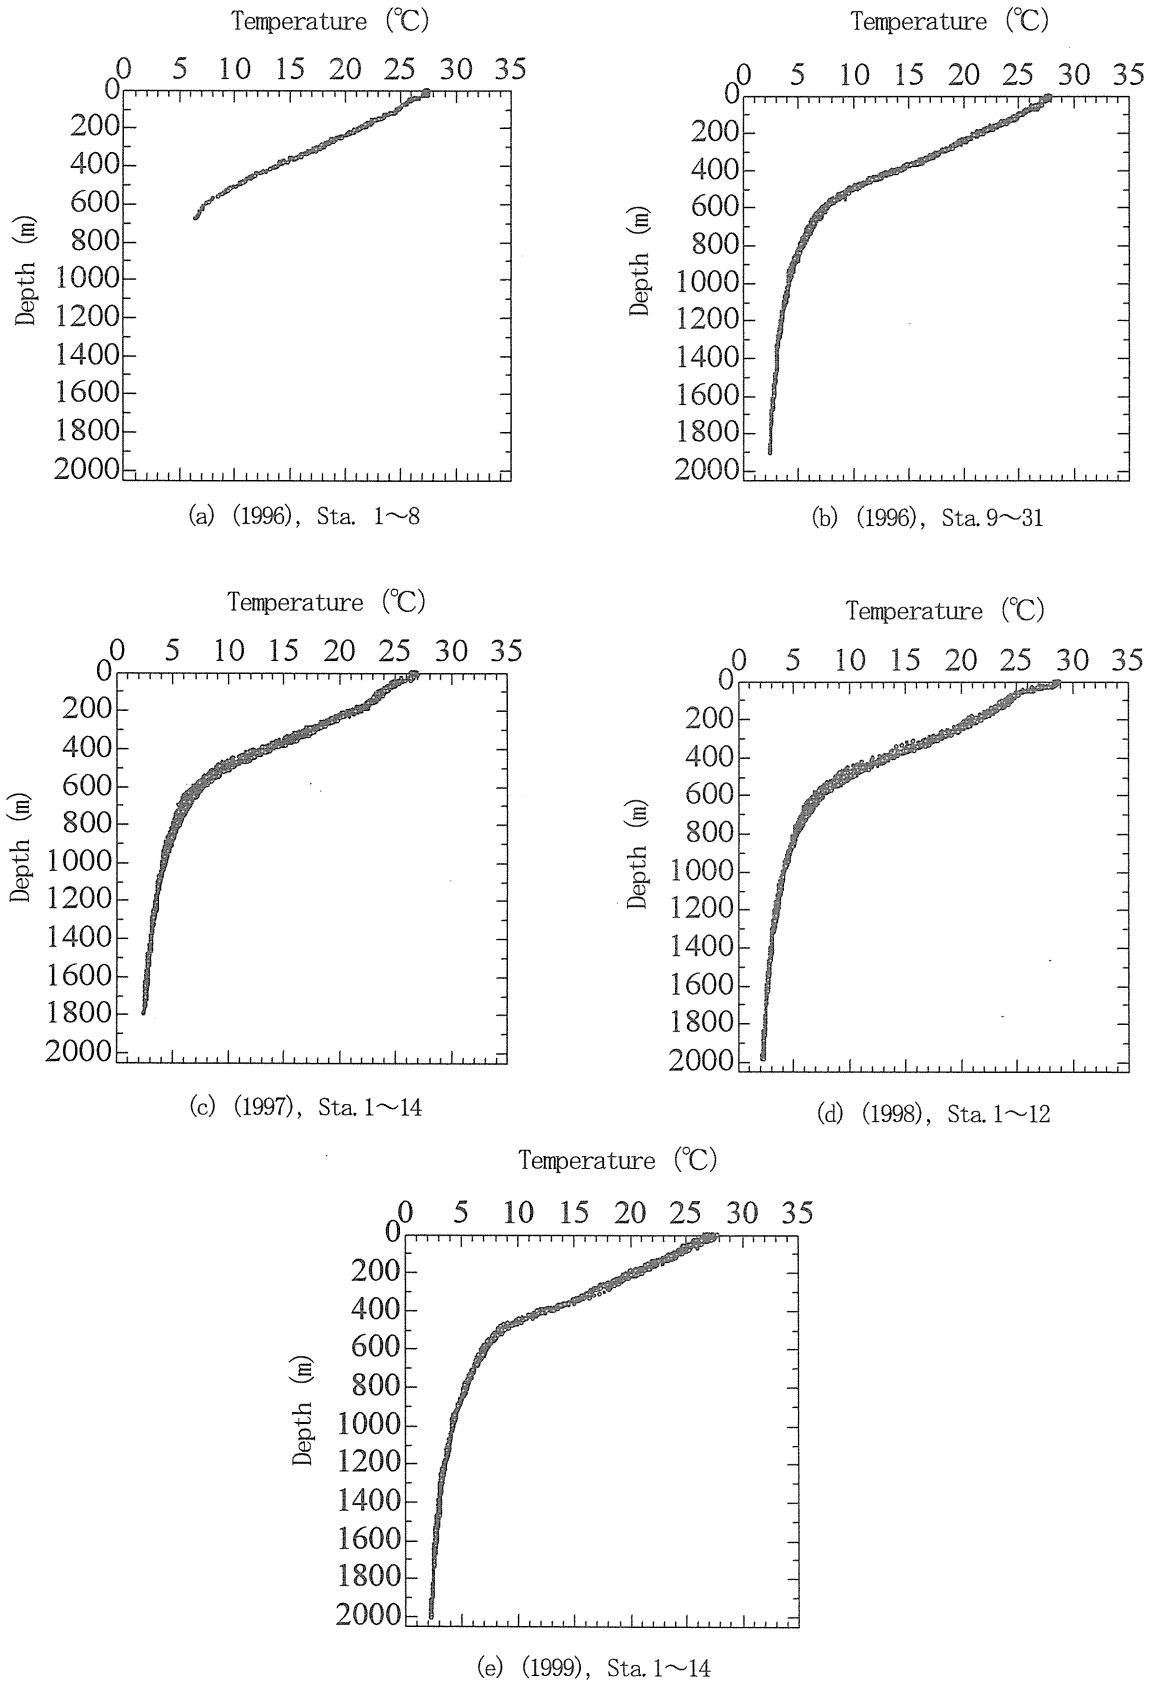 Temperature (℃)
0 5 10 15 20 25 30 35
0
200
400
600
800
1000
1200
1400
1600
1800
2000
Depth (m)
(a) (1996), Sta. 1～8
Temperature (℃)
0 5 10 15 20 25 30 35
0
200
400
600
800
1000
1200
1400
1600
1800
2000
Depth (m)
(b) (1996), Sta.9～31
Temperature (℃)
0 5 10 15 20 25 30 35
0
200
400
600
800
1000
1200
1400
1600
1800
2000
Depth (m)
(c) (1997), Sta.1～14
Temperature (℃)
0 5 10 15 20 25 30 35
0
200
400
600
800
1000
1200
1400
1600
1800
2000
Depth (m)
(d) (1998), Sta.1～12
Temperature (℃)
0 5 10 15 20 25 30 35
0
200
400
600
800
1000
1200
1400
1600
1800
2000
Depth (m)
(e) (1999), Sta.1～14